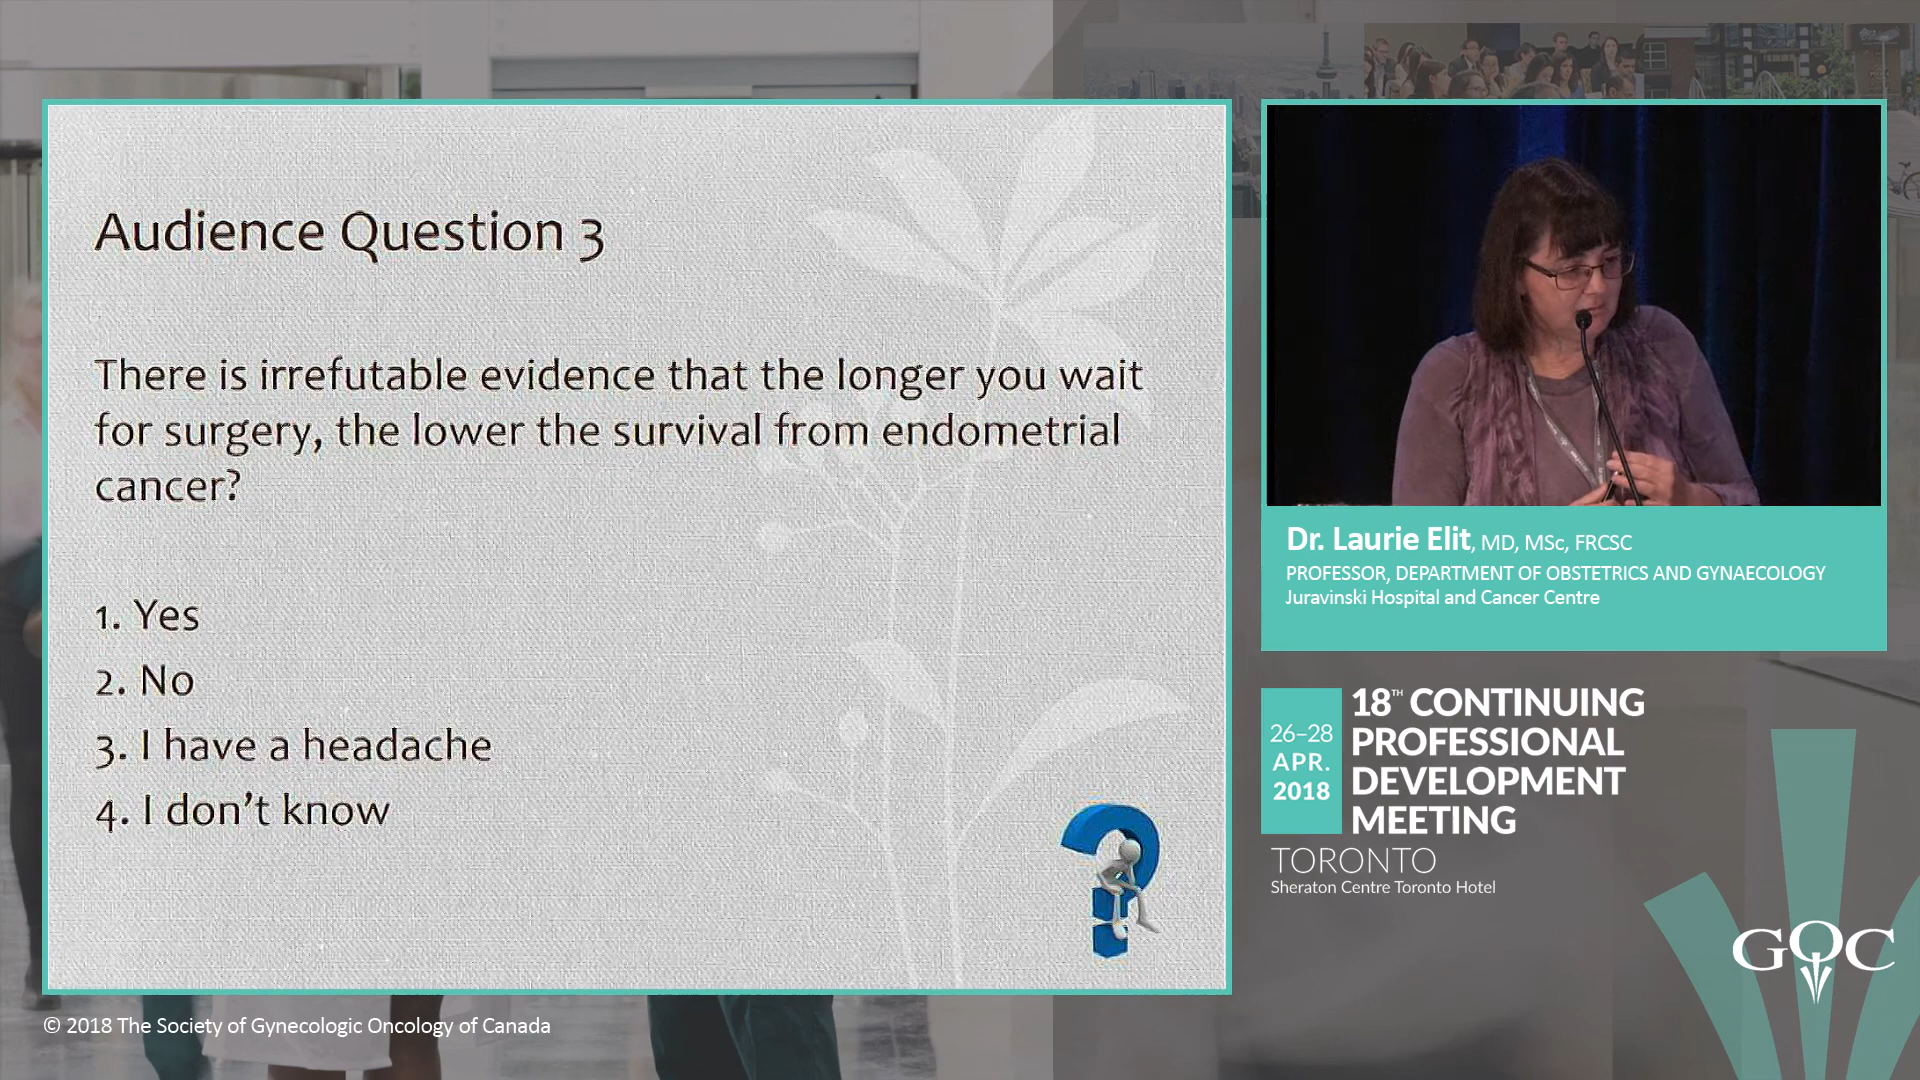 Audience Question 3
There is irrefutable evidence that the longer you wait
for surgery, the lower the survival from endometrial
cancer?
1. Yes
2. No
3. I have a headache
4. I don't know
Dr. Laurie Elit, MD, MSc, FRCSC
PROFESSOR, DEPARTMENT OF OBSTETRICS AND GYNAECOLOGY
Juravinski Hospital and Cancer Centre
26–28
APR.
2018
18TH CONTINUING
PROFESSIONAL
DEVELOPMENT
MEETING
TORONTO
Sheraton Centre Toronto Hotel
GOC
© 2018 The Society of Gynecologic Oncology of Canada